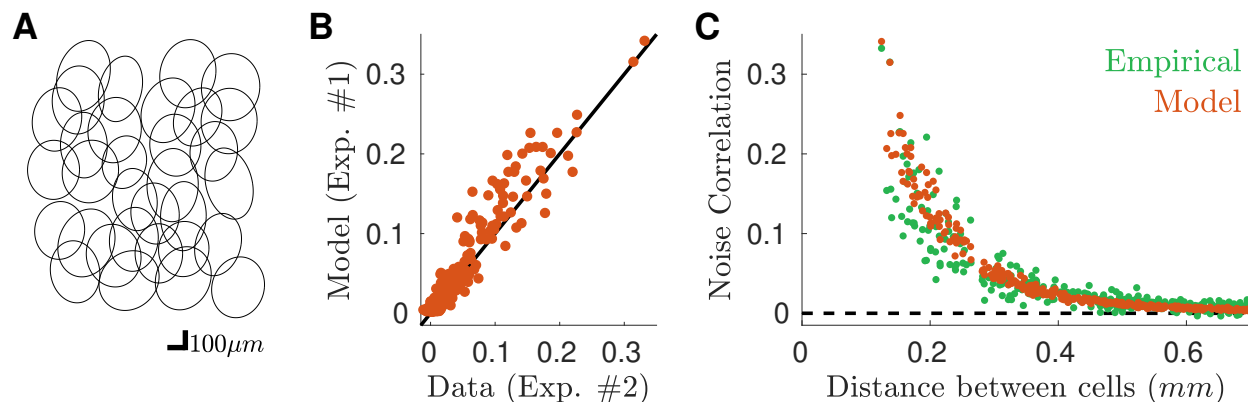 A
100μm
B
Model (Exp. #1)
0.3
0.2
0.1
0
0 0.1 0.2 0.3
Data (Exp. #2)
C
Noise Correlation
Empirical
Model
0.3
0.2
0.1
0
0 0.2 0.4 0.6
Distance between cells (mm)